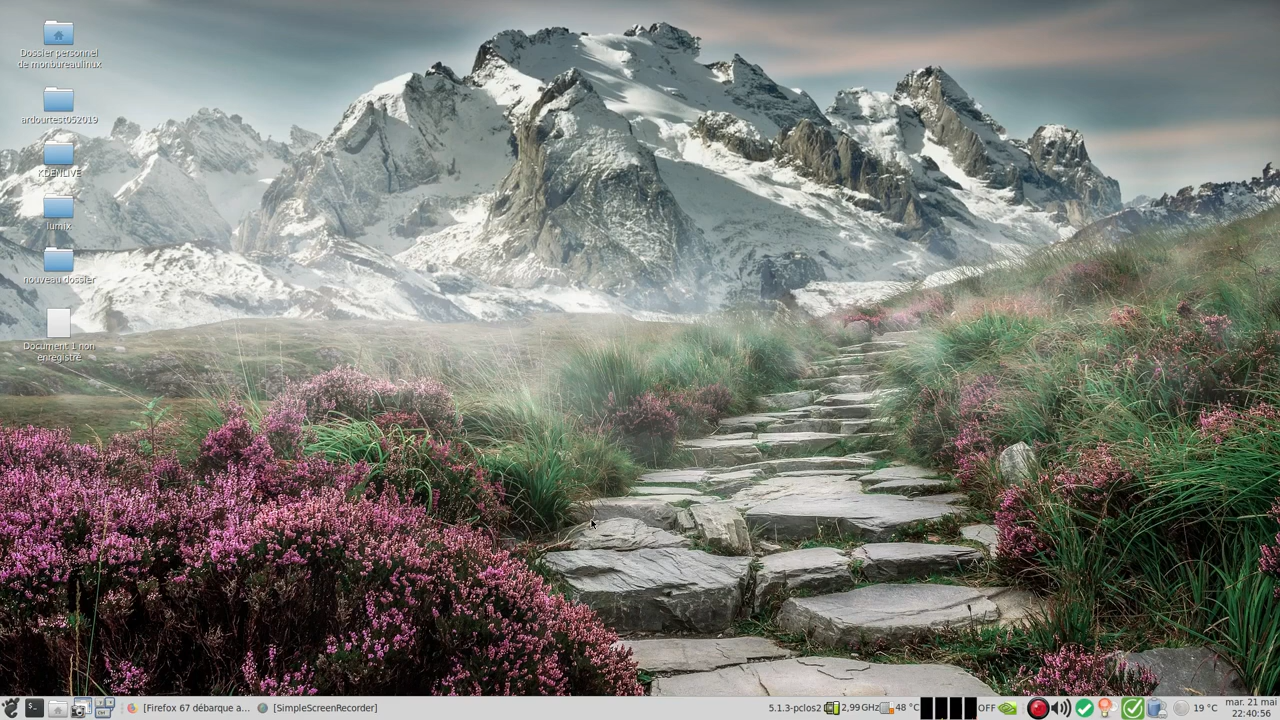 Dossier personnel
de monbureaulinux
ardourtest052019
KDENLIVE
lumix
nouveau dossier
Document 1 non
enregistré
[Firefox 67 débarque a...
[SimpleScreenRecorder]
5.1.3-pclos2
2,99 GHz
48 °C
OFF
19 °C
mar. 21 mai
22:40:56